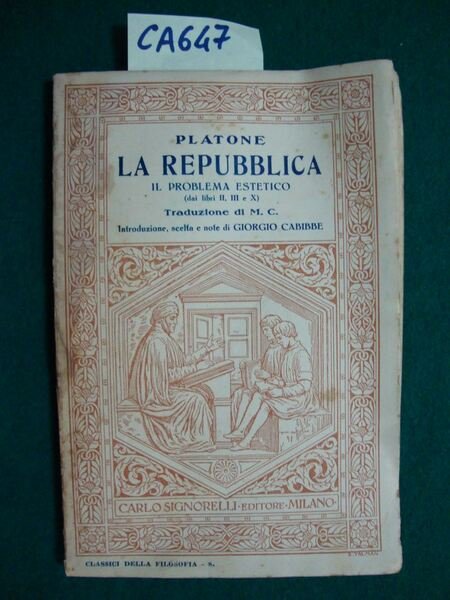 CA647
PLATONE
LA REPUBBLICA
IL PROBLEMA ESTETICO
(dai libri II, III e X)
Traduzione di M. C.
Introduzione, scelta e note di GIORGIO CABIBBE
CARLO SIGNORELLI·EDITORE·MILANO·
CLASSICI DELLA FILOSOFIA - 8.